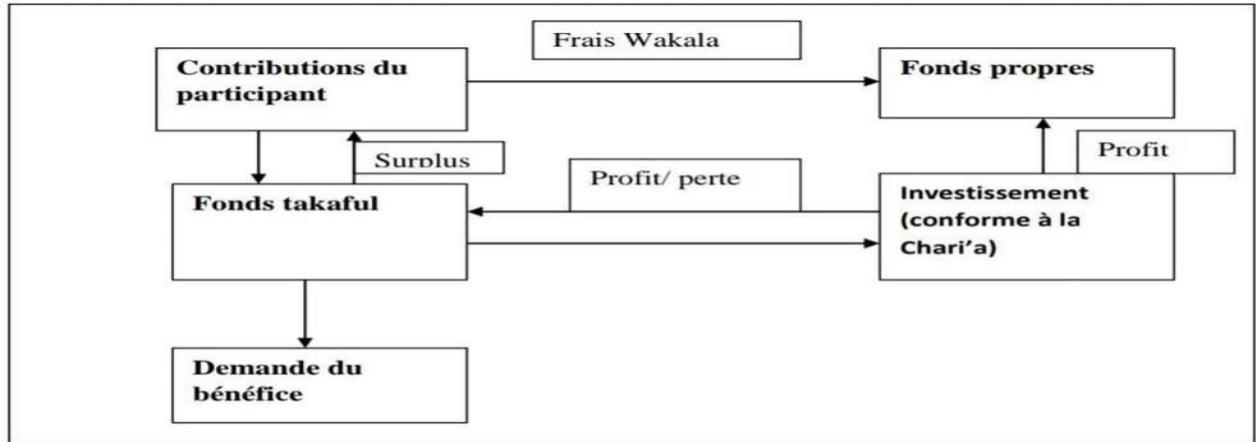 Frais Wakala
Contributions du
participant
Fonds propres
Surplus
Profit/ perte
Profit
Fonds takaful
Investissement
(conforme à la
Chari’a)
Demande du
bénéfice